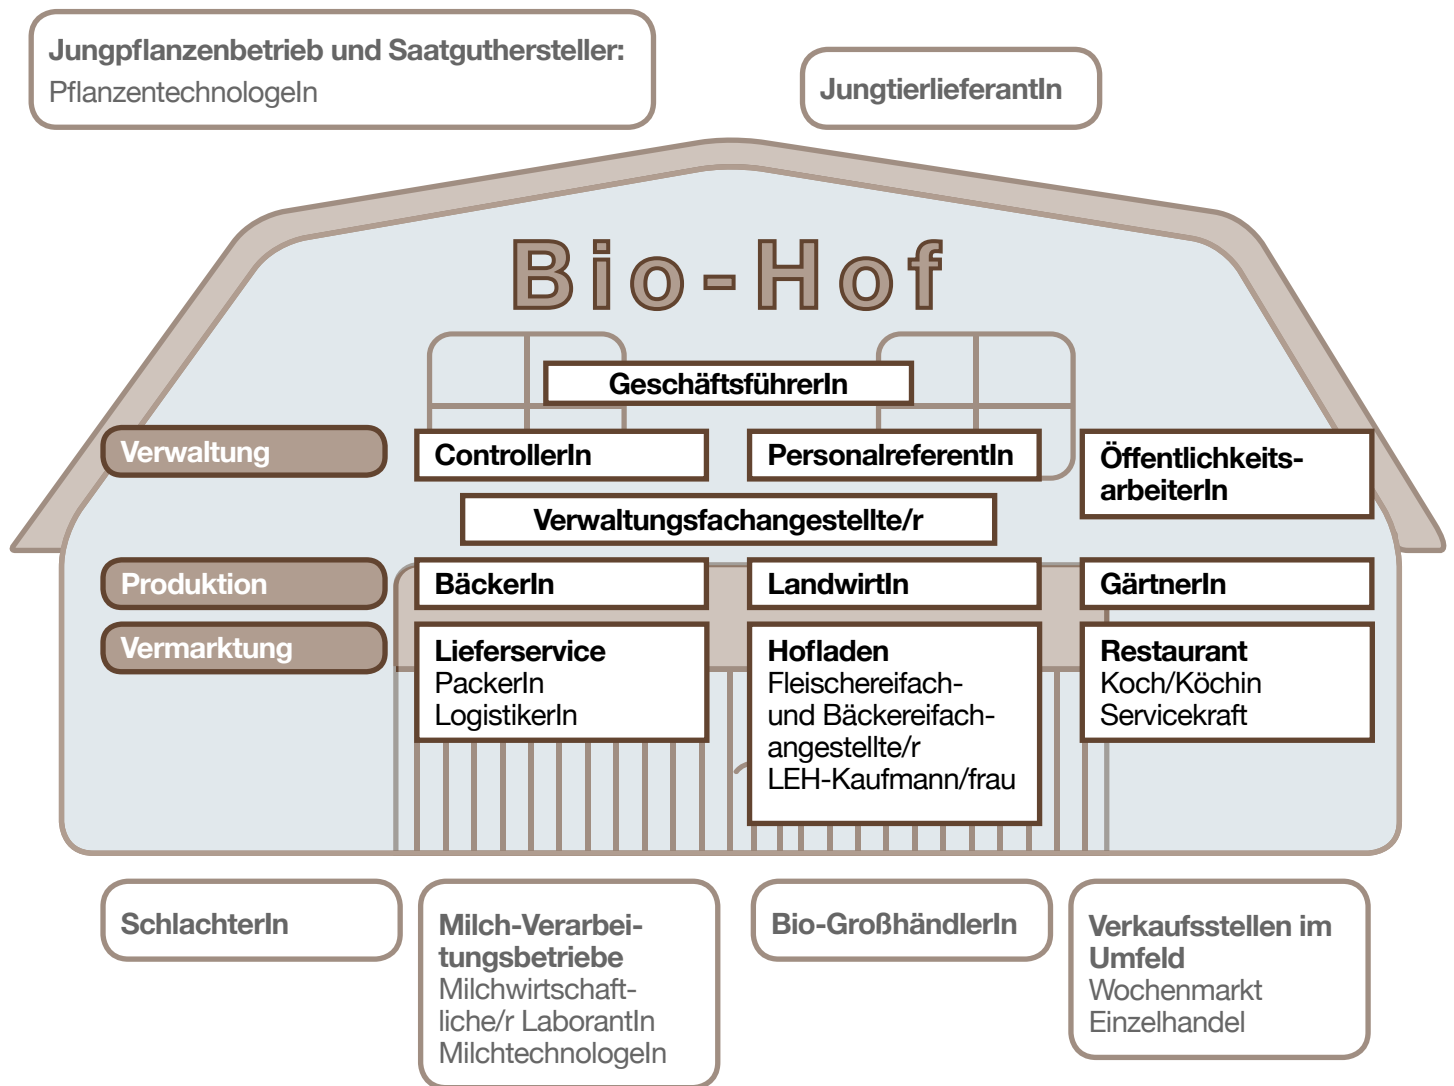 Jungpflanzenbetrieb und Saatguthersteller:
PflanzentechnologeIn
JungtierlieferantIn
Bio-Hof
GeschäftsführerIn
Verwaltung
ControllerIn
PersonalreferentIn
Öffentlichkeits-
arbeiterIn
Verwaltungsfachangestellte/r
Produktion
BäckerIn
LandwirtIn
GärtnerIn
Vermarktung
Lieferservice
PackerIn
LogistikerIn
Hofladen
Fleischereifach-
und Bäckereifach-
angestellte/r
LEH-Kaufmann/frau
Restaurant
Koch/Köchin
Servicekraft
SchlachterIn
Milch-Verarbei-
tungsbetriebe
Milchwirtschaft-
liche/r LaborantIn
MilchtechnologeIn
Bio-GroßhändlerIn
Verkaufsstellen im
Umfeld
Wochenmarkt
Einzelhandel